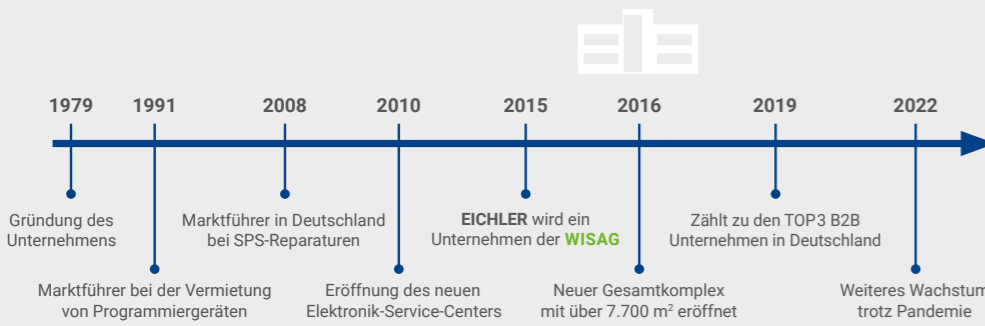 1979
1991
2008
2010
2015
2016
2019
2022
Gründung des
Unternehmens
Marktführer bei der Vermietung
von Programmiergeräten
Marktführer in Deutschland
bei SPS-Reparaturen
Eröffnung des neuen
Elektronik-Service-Centers
EICHLER wird ein
Unternehmen der WISAG
Neuer Gesamtkomplex
mit über 7.700 m² eröffnet
Zählt zu den TOP3 B2B
Unternehmen in Deutschland
Weiteres Wachstum
trotz Pandemie